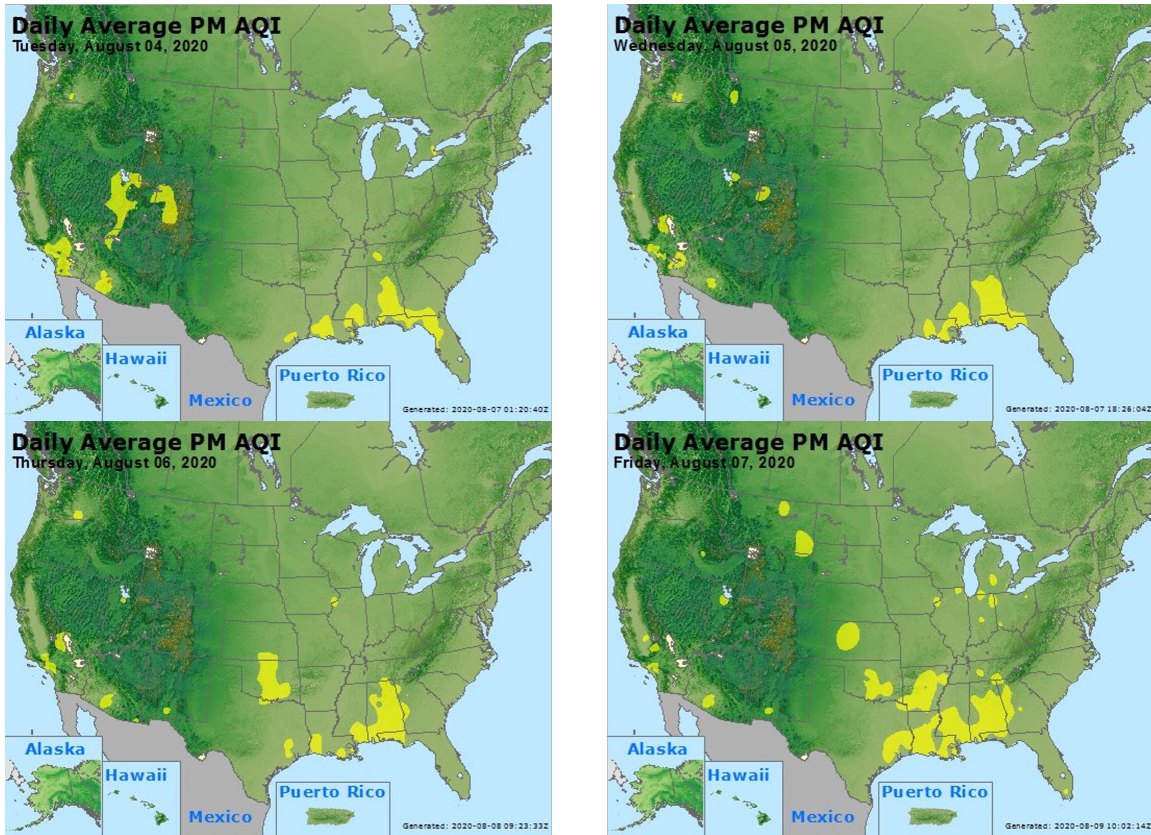 Daily Average PM AQI
Tuesday, August 04, 2020
Alaska
Hawaii
Mexico
Puerto Rico
Generated: 2020-08-07 01:20:40Z
Daily Average PM AQI
Wednesday, August 05, 2020
Alaska
Hawaii
Mexico
Puerto Rico
Generated: 2020-08-07 18:26:04Z
Daily Average PM AQI
Thursday, August 06, 2020
Alaska
Hawaii
Mexico
Puerto Rico
Generated: 2020-08-08 09:23:33Z
Daily Average PM AQI
Friday, August 07, 2020
Alaska
Hawaii
Mexico
Puerto Rico
Generated: 2020-08-09 10:02:14Z